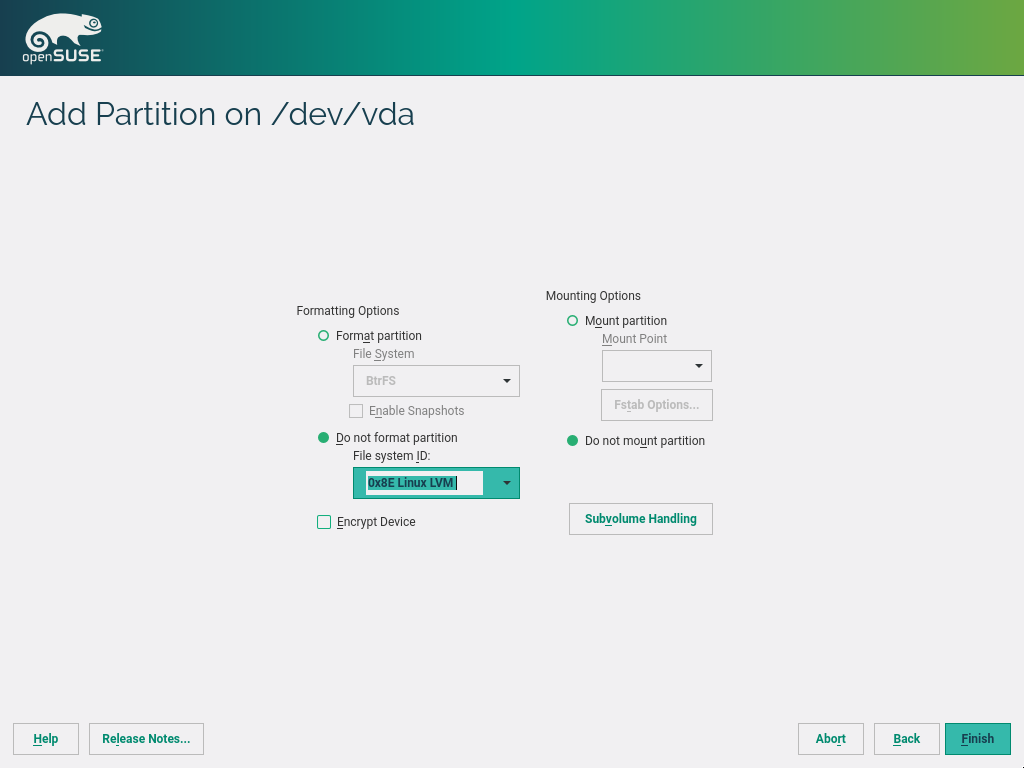 openSUSE
Add Partition on /dev/vda
Formatting Options
Format partition
File System
BtrFS
Enable Snapshots
Do not format partition
File system ID:
0x8E Linux LVM
Encrypt Device
Mounting Options
Mount partition
Mount Point
Fstab Options...
Do not mount partition
Subvolume Handling
Help
Release Notes...
Abort
Back
Finish